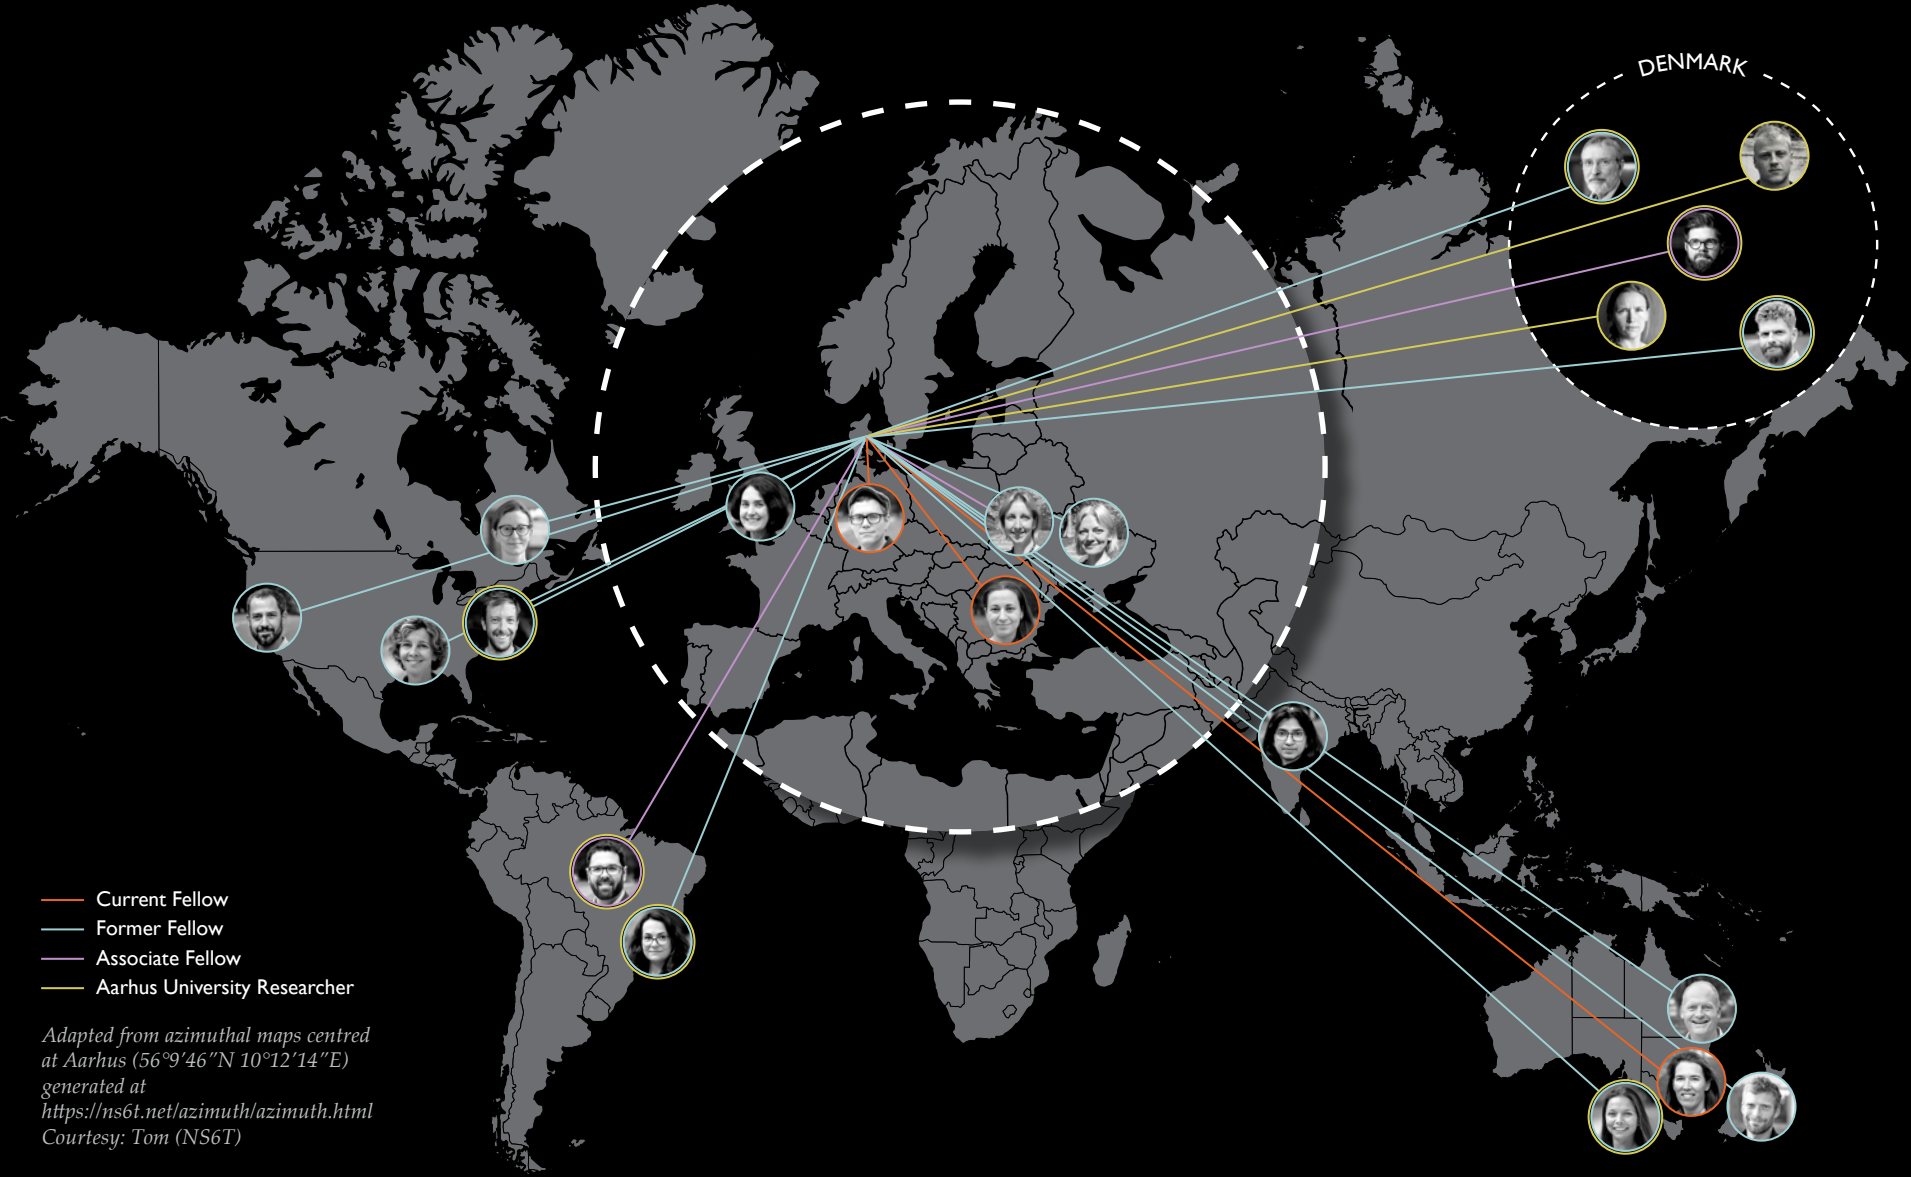 DENMARK
Current Fellow
Former Fellow
Associate Fellow
Aarhus University Researcher
Adapted from azimuthal maps centred
at Aarhus (56°9’46”N 10°12’14”E)
generated at
https://ns6t.net/azimuth/azimuth.html
Courtesy: Tom (NS6T)